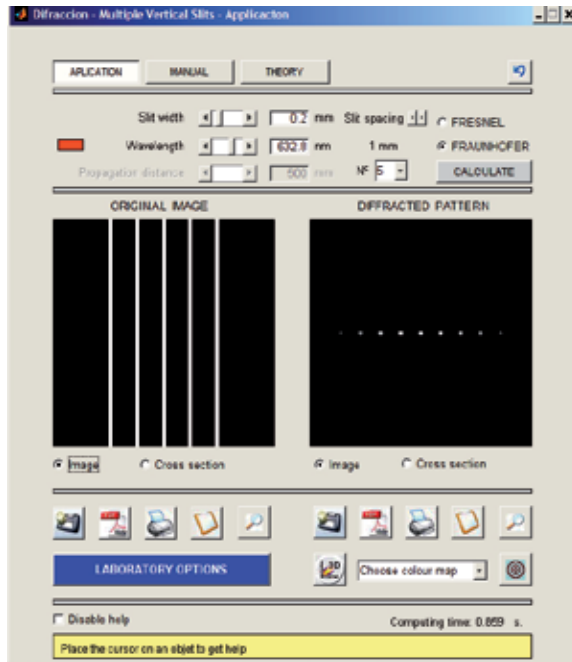 Difraccion - Multiple Vertical Slits - Applicacton
APLICATION MANUAL THEORY
Slit width 0.2 mm Slit spacing FRESNEL
Wavelength 632.8 nm 1 mm FRAUNHOFER
Propagation distance 500 mm Nº 5 CALCULATE
ORIGINAL IMAGE DIFFRACTED PATTERN
Image Cross section Image Cross section
LABORATORY OPTIONS 3D Choose colour map
Disable help Computing time: 0.859 s.
Place the cursor on an objet to get help